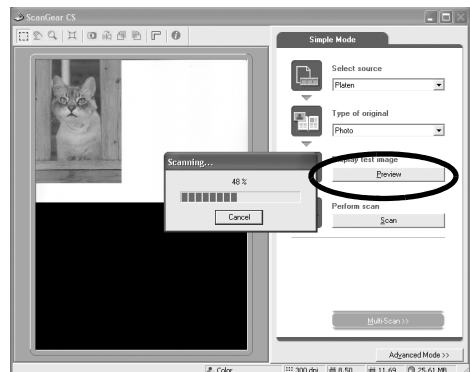 ScanGear CS
Simple Mode
Select source
Platen
Type of original
Photo
Display test image
Preview
Scanning...
48 %
Cancel
Perform scan
Scan
Multi-Scan >>
Advanced Mode >>
Color
300 dpi
8.50
11.69
25.61 MB